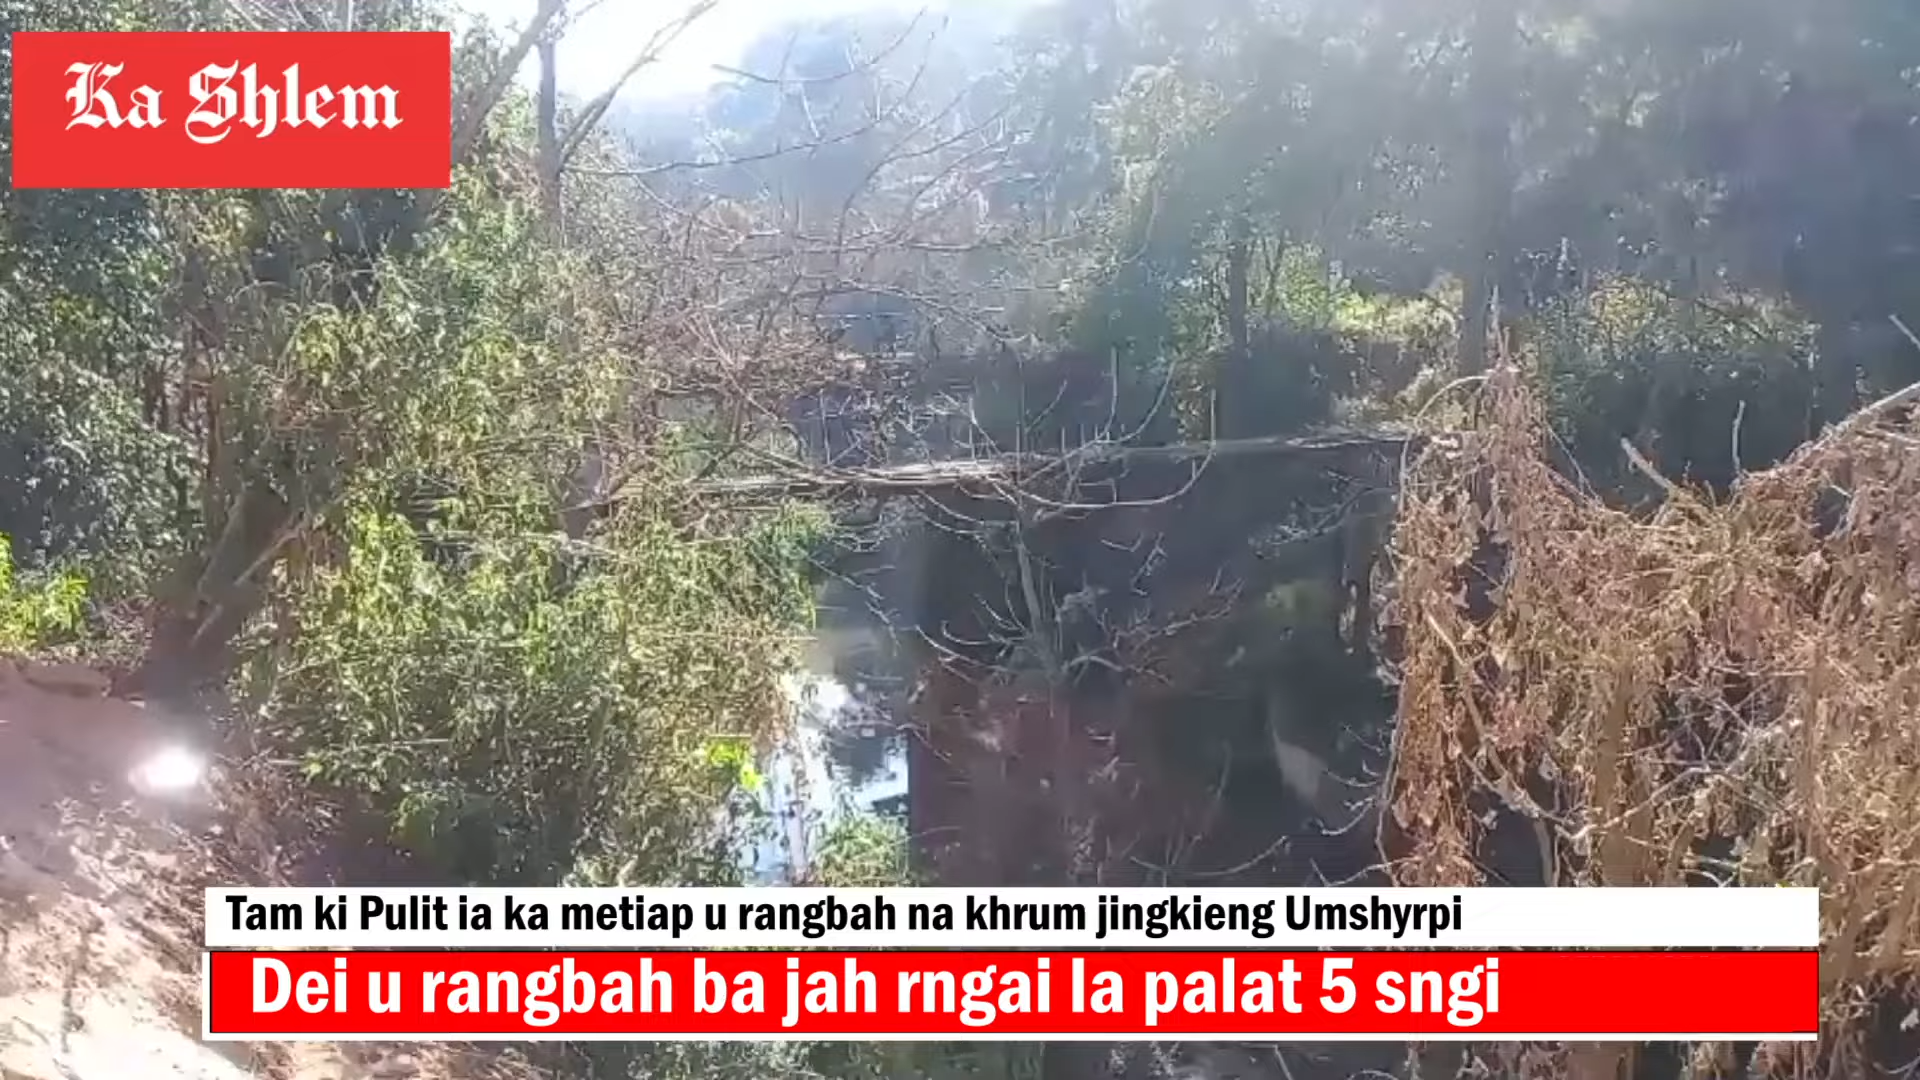 Ka Shlem
Tam ki Pulit ia ka metiap u rangbah na khrum jingkieng Umshyrpi
Dei u rangbah ba jah rngai la palat 5 sngi